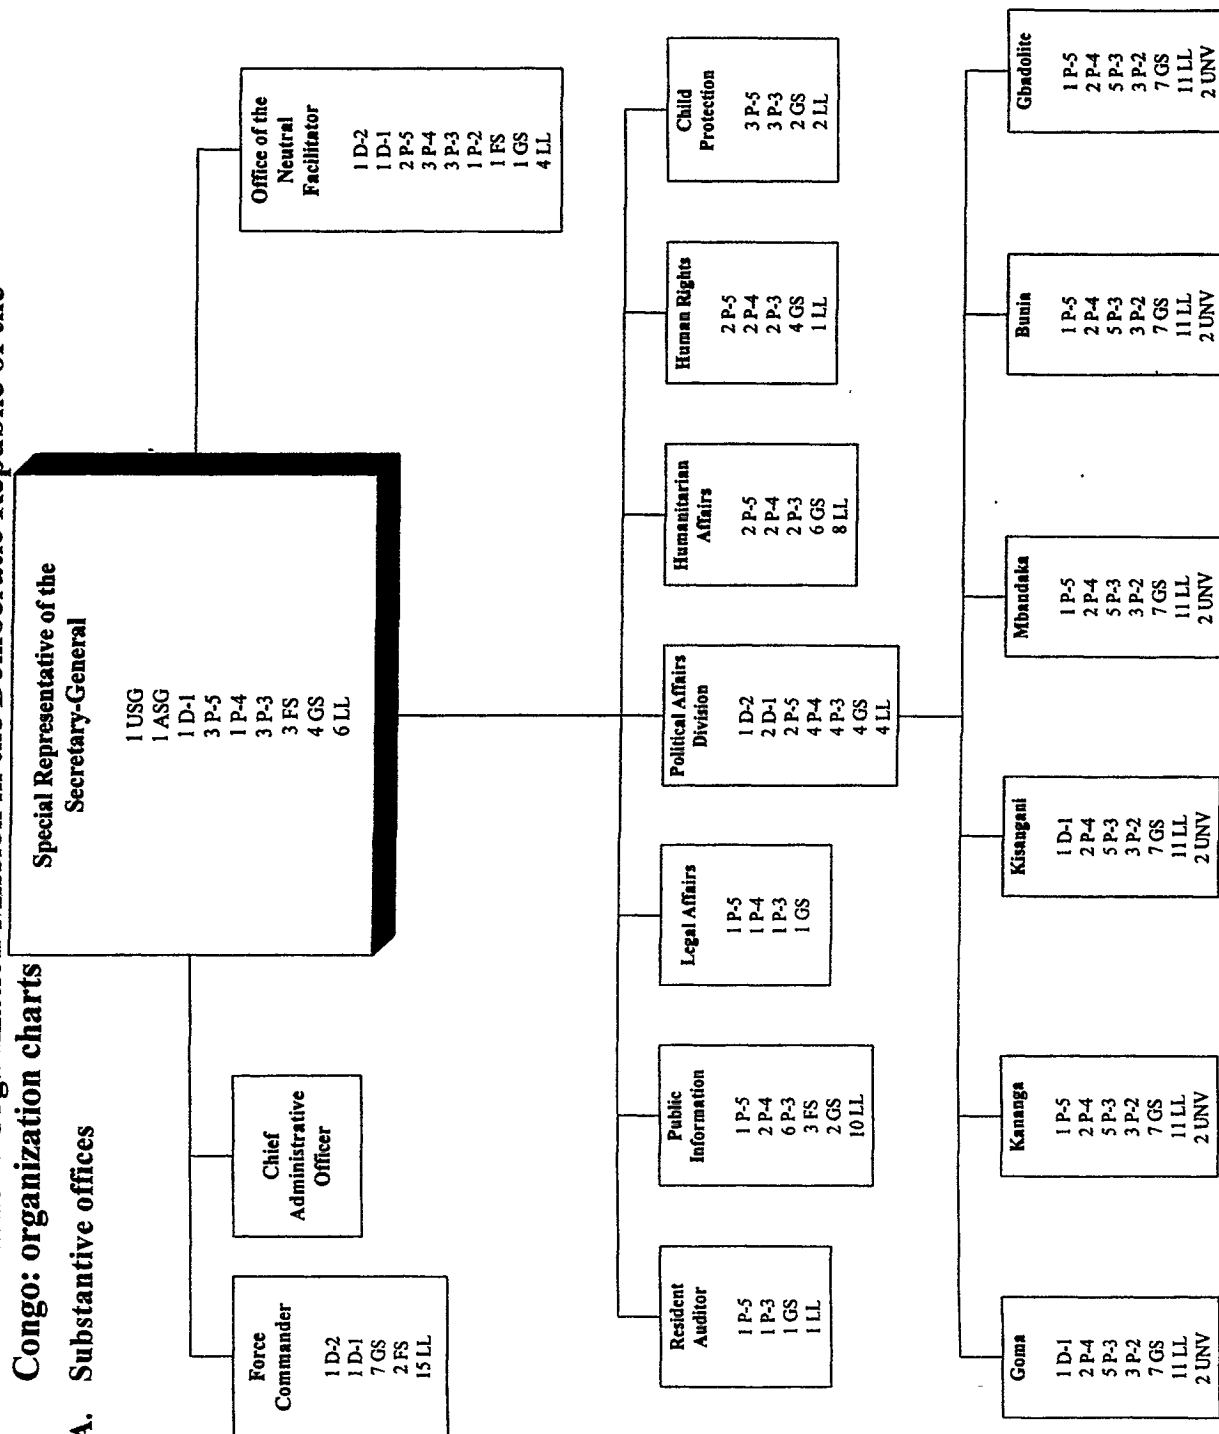 Congo: organization charts
A. Substantive offices
Special Representative of the
Secretary-General
1 USG
1 ASG
1 D-1
3 P-5
1 P-4
3 P-3
3 FS
4 GS
6 LL
Force
Commander
1 D-2
1 D-1
7 GS
2 FS
15 LL
Chief
Administrative
Officer
Office of the
Neutral
Facilitator
1 D-2
1 D-1
2 P-5
3 P-4
3 P-3
1 P-2
1 FS
1 GS
4 LL
Resident
Auditor
1 P-5
1 P-3
1 GS
1 LL
Public
Information
1 P-5
2 P-4
6 P-3
3 FS
2 GS
10 LL
Legal Affairs
1 P-5
1 P-4
1 P-3
1 GS
Political Affairs
Division
1 D-2
2 D-1
2 P-5
4 P-4
4 P-3
4 GS
4 LL
Humanitarian
Affairs
2 P-5
2 P-4
2 P-3
6 GS
8 LL
Human Rights
2 P-5
2 P-4
2 P-3
4 GS
1 LL
Child
Protection
3 P-5
3 P-3
2 GS
2 LL
Goma
1 D-1
2 P-4
5 P-3
3 P-2
7 GS
11 LL
2 UNV
Kananga
1 P-5
2 P-4
5 P-3
3 P-2
7 GS
11 LL
2 UNV
Kisangani
1 D-1
2 P-4
5 P-3
3 P-2
7 GS
11 LL
2 UNV
Mbandaka
1 P-5
2 P-4
5 P-3
3 P-2
7 GS
11 LL
2 UNV
Bunia
1 P-5
2 P-4
5 P-3
3 P-2
7 GS
11 LL
2 UNV
Gbadolite
1 P-5
2 P-4
5 P-3
3 P-2
7 GS
11 LL
2 UNV